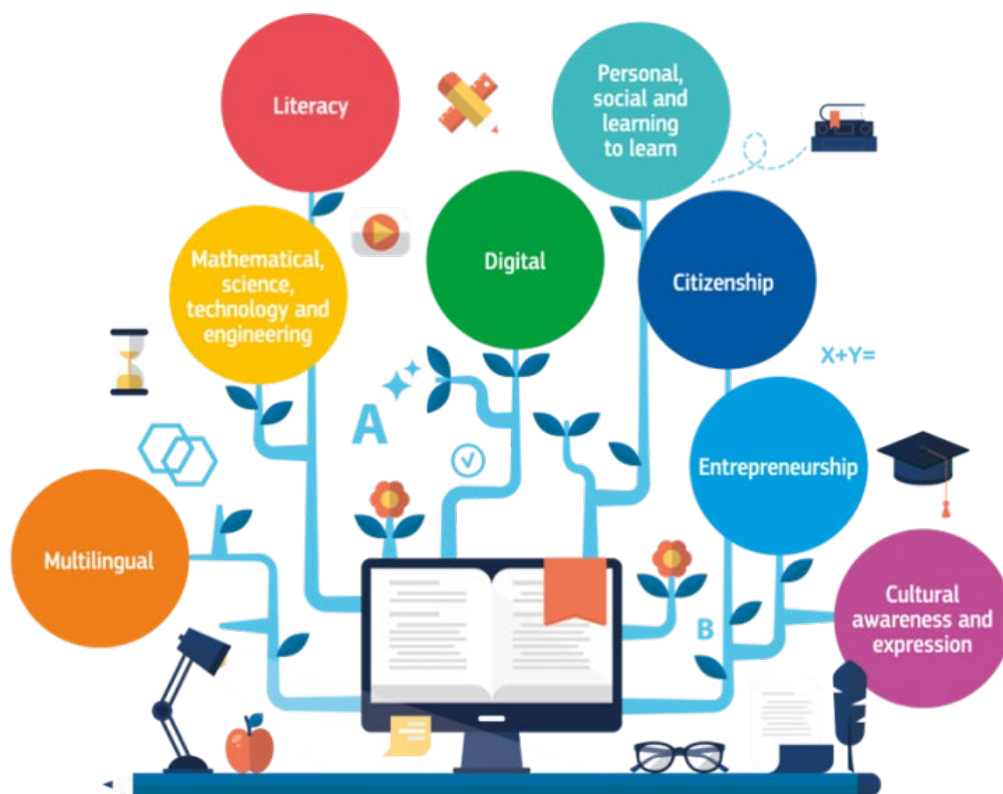 Literacy
Personal,
social and
learning
to learn
Mathematical,
science,
technology and
engineering
Digital
Citizenship
X+Y=
A
Entrepreneurship
Multilingual
Cultural
awareness and
expression
B